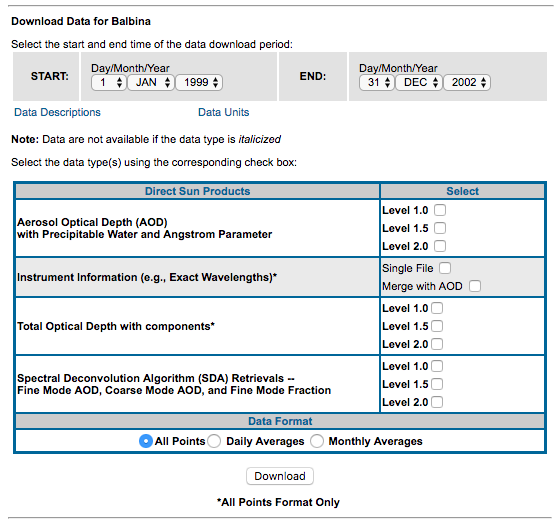 Download Data for Balbina
Select the start and end time of the data download period:
START:
Day/Month/Year
1 JAN 1999
END:
Day/Month/Year
31 DEC 2002
Data Descriptions Data Units
Note: Data are not available if the data type is italicized
Select the data type(s) using the corresponding check box:
Direct Sun Products Select
Aerosol Optical Depth (AOD)
with Precipitable Water and Angstrom Parameter
Level 1.0
Level 1.5
Level 2.0
Instrument Information (e.g., Exact Wavelengths)*
Single File
Merge with AOD
Total Optical Depth with components*
Level 1.0
Level 1.5
Level 2.0
Spectral Deconvolution Algorithm (SDA) Retrievals --
Fine Mode AOD, Coarse Mode AOD, and Fine Mode Fraction
Level 1.0
Level 1.5
Level 2.0
Data Format
All Points Daily Averages Monthly Averages
Download
*All Points Format Only